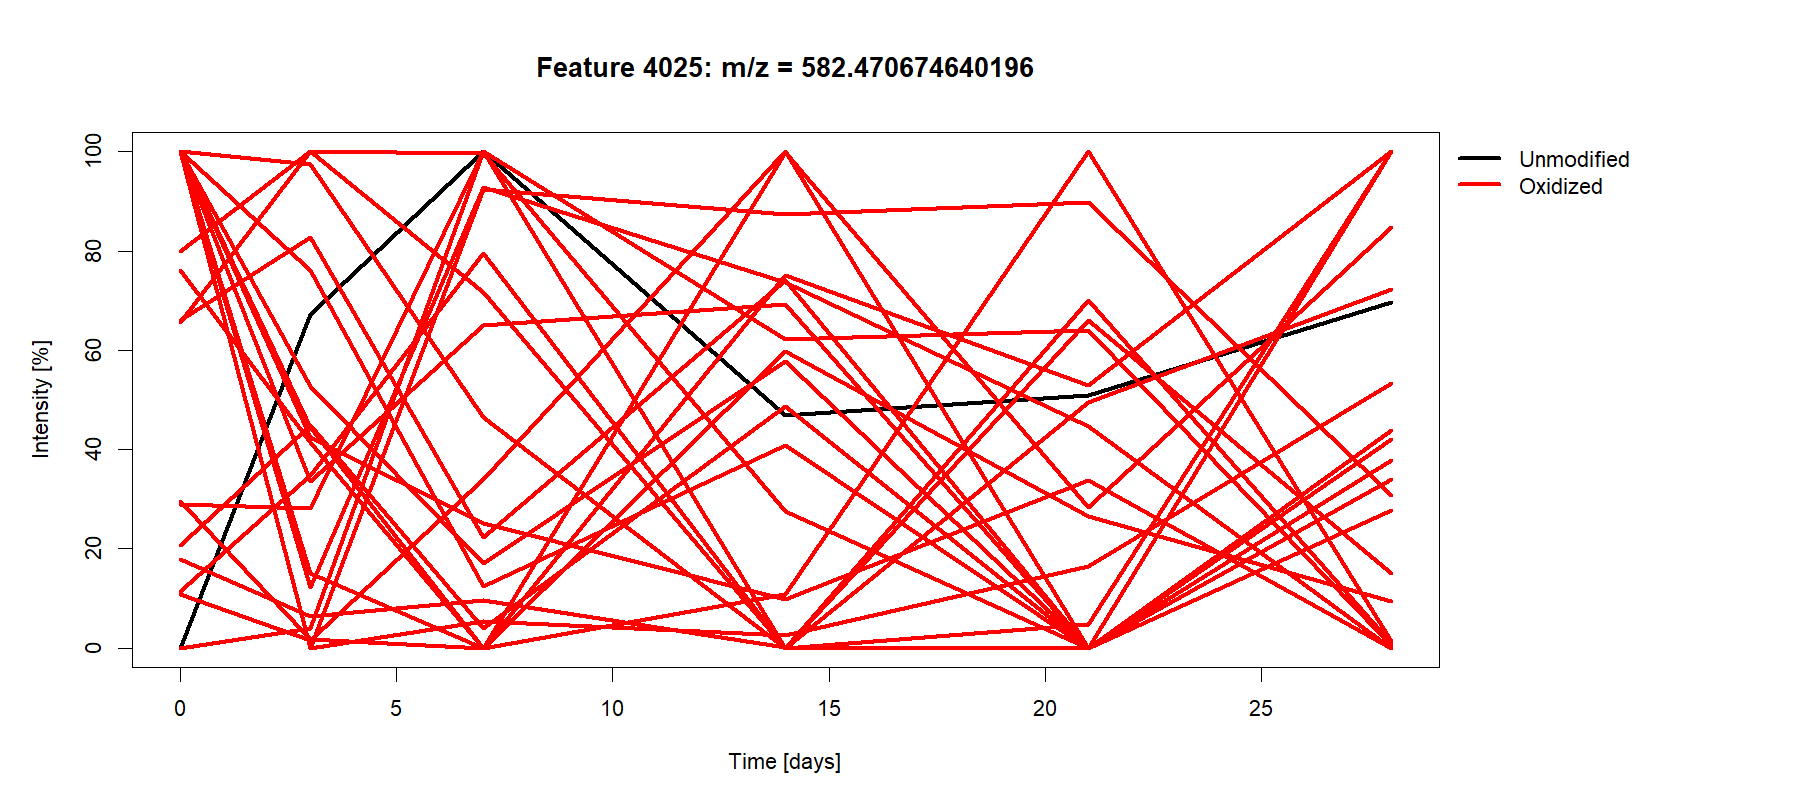 Feature 4025: m/z = 582.470674640196
Unmodified
Oxidized
Intensity [%]
100
80
60
40
20
0
0 5 10 15 20 25
Time [days]